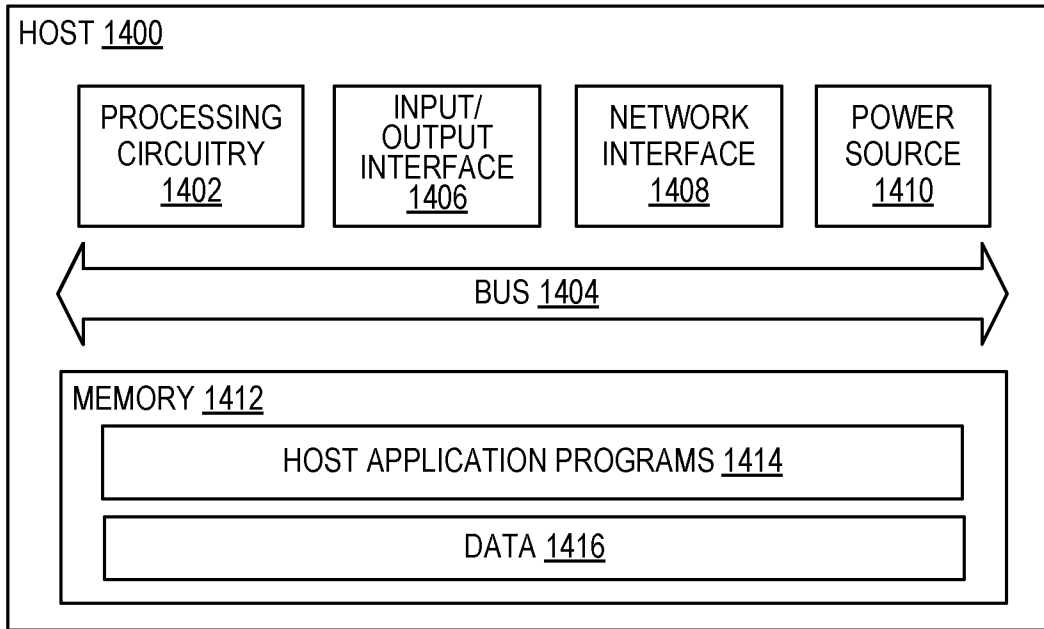 HOST 1400
PROCESSING
CIRCUITRY
1402
INPUT/
OUTPUT
INTERFACE
1406
NETWORK
INTERFACE
1408
POWER
SOURCE
1410
BUS 1404
MEMORY 1412
HOST APPLICATION PROGRAMS 1414
DATA 1416